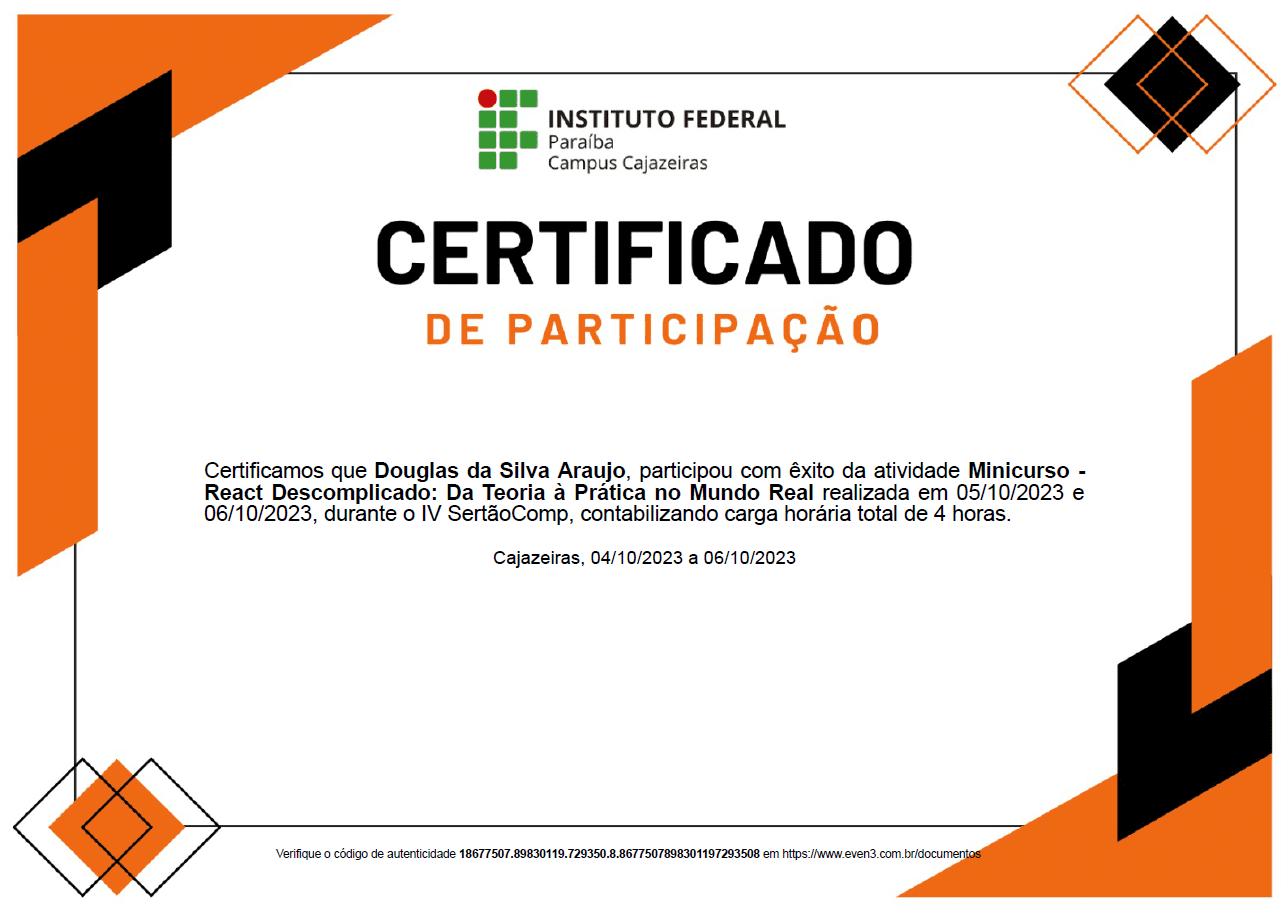 INSTITUTO FEDERAL
Paraíba
Campus Cajazeiras
CERTIFICADO
DE PARTICIPAÇÃO
Certificamos que Douglas da Silva Araujo, participou com êxito da atividade Minicurso -
React Descomplicado: Da Teoria à Prática no Mundo Real realizada em 05/10/2023 e
06/10/2023, durante o IV SertãoComp, contabilizando carga horária total de 4 horas.
Cajazeiras, 04/10/2023 a 06/10/2023
Verifique o código de autenticidade 18677507.89830119.729350.8.8677507898301197293508 em https://www.even3.com.br/documentos